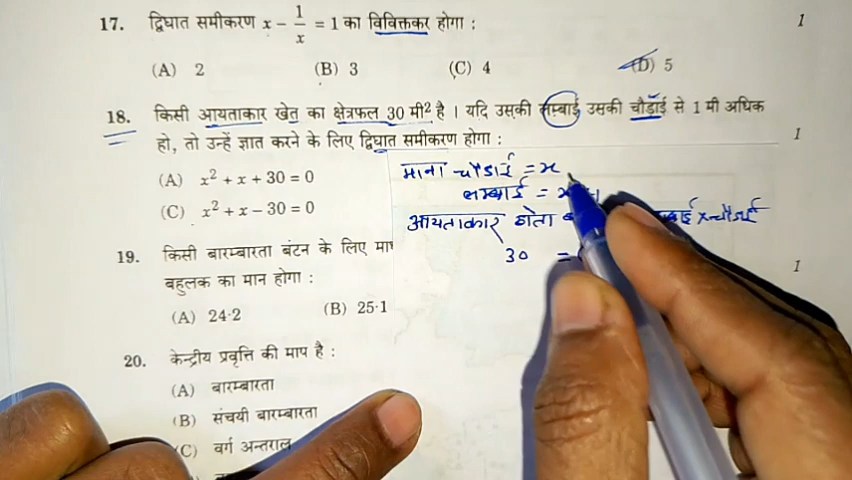 17. द्विघात समीकरण x - 1/x = 1 का विविक्तकर होगा : 1
(A) 2 (B) 3 (C) 4 (D) 5
18. किसी आयताकार खेत का क्षेत्रफल 30 मी² है । यदि उसकी लम्बाई उसकी चौड़ाई से 1 मी अधिक
हो, तो उन्हें ज्ञात करने के लिए द्विघात समीकरण होगा : 1
(A) x² + x + 30 = 0
(C) x² + x - 30 = 0
माना चौड़ाई = x
लम्बाई = x
आयताकार होता
30 =
19. किसी बारम्बारता बंटन के लिए
बहुलक का मान होगा : 1
(A) 24·2 (B) 25·1
20. केन्द्रीय प्रवृत्ति की माप है :
(A) बारम्बारता
(B) संचयी बारम्बारता
(C) वर्ग अन्तराल